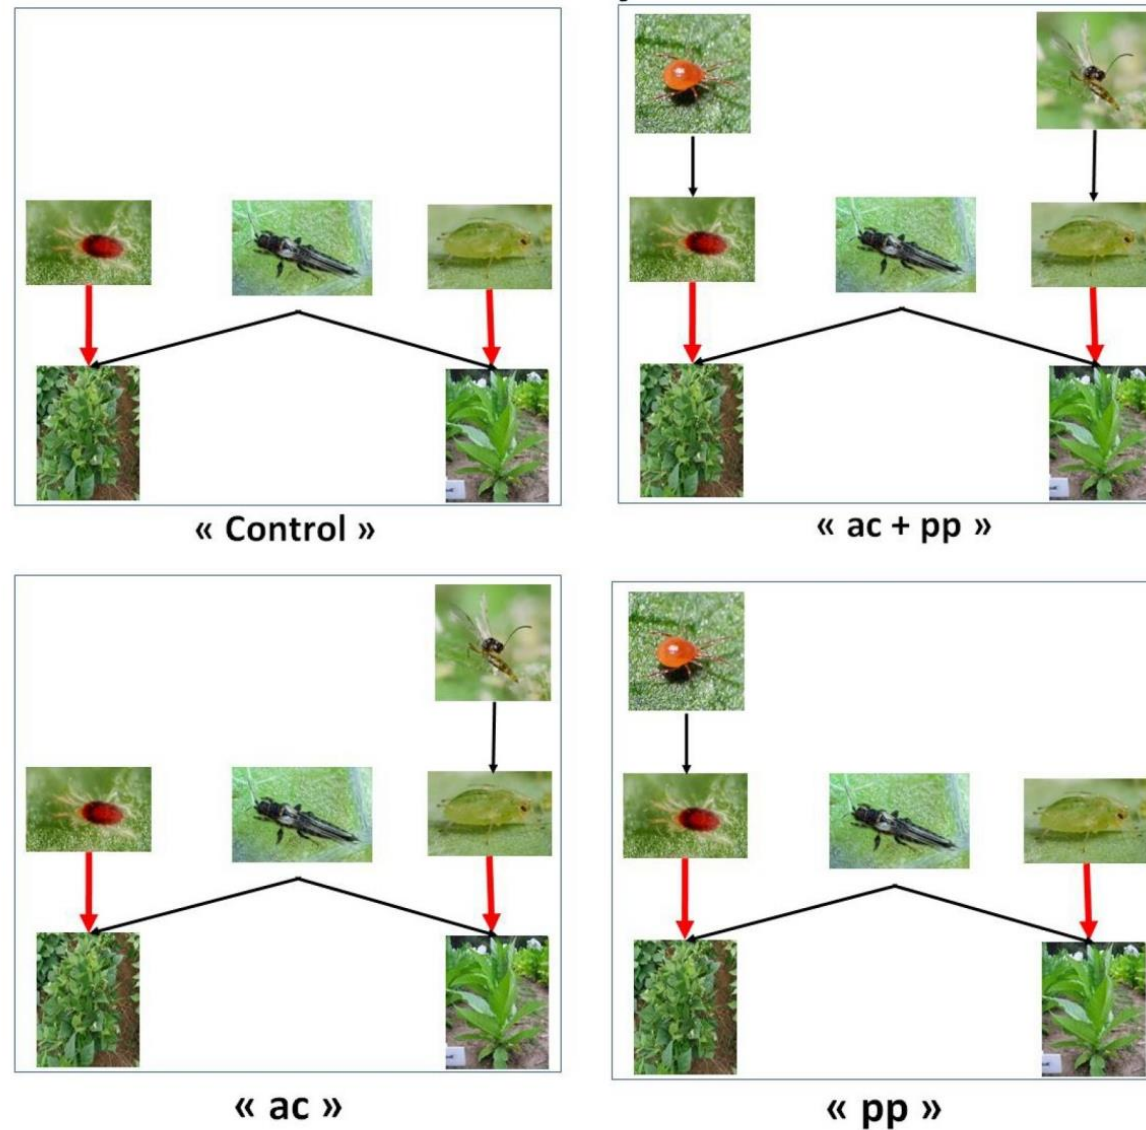 « Control »
« ac + pp »
« ac »
« pp »